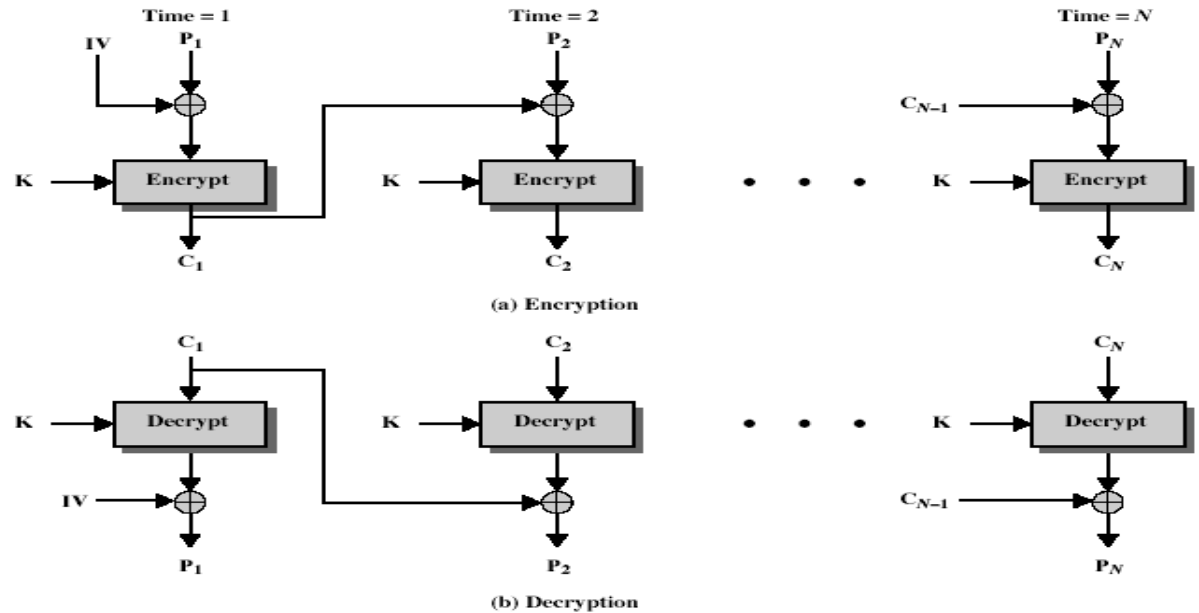 Time = 1 Time = 2 Time = N
IV P1 P2 PN
CN−1
K Encrypt K Encrypt • • • K Encrypt
C1 C2 CN
(a) Encryption
C1 C2 CN
K Decrypt K Decrypt • • • K Decrypt
IV CN−1
P1 P2 PN
(b) Decryption